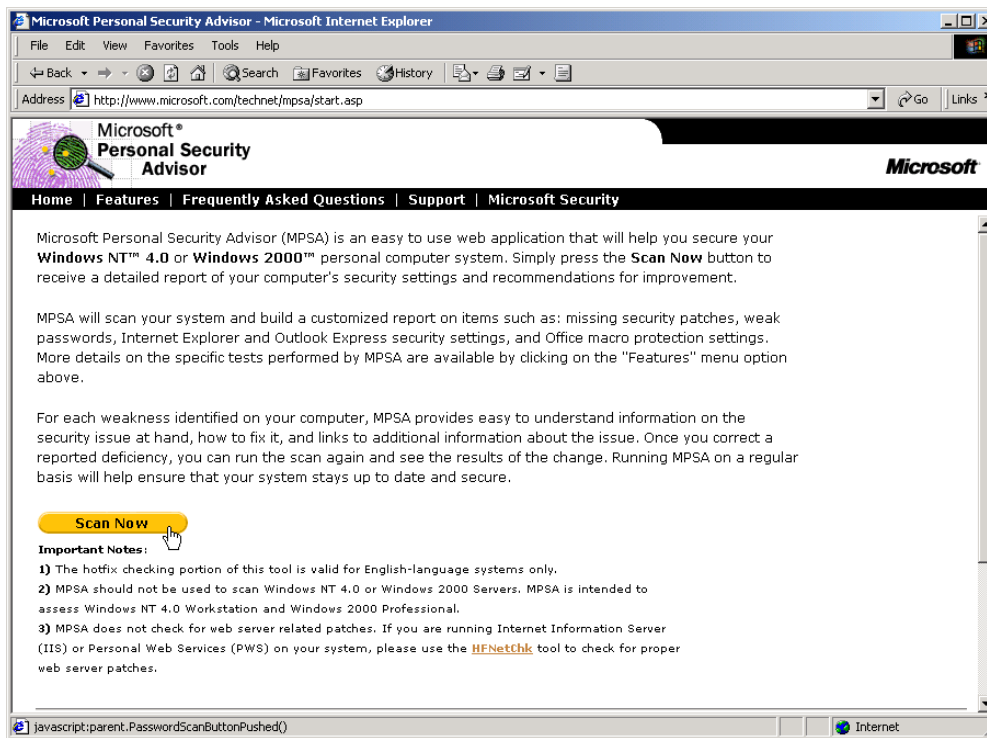 Microsoft Personal Security Advisor - Microsoft Internet Explorer
File Edit View Favorites Tools Help
Back Search Favorites History
Address http://www.microsoft.com/technet/mpsa/start.asp Go Links
Microsoft®
Personal Security
Advisor
Microsoft
Home | Features | Frequently Asked Questions | Support | Microsoft Security
Microsoft Personal Security Advisor (MPSA) is an easy to use web application that will help you secure your
Windows NT™ 4.0 or Windows 2000™ personal computer system. Simply press the Scan Now button to
receive a detailed report of your computer's security settings and recommendations for improvement.
MPSA will scan your system and build a customized report on items such as: missing security patches, weak
passwords, Internet Explorer and Outlook Express security settings, and Office macro protection settings.
More details on the specific tests performed by MPSA are available by clicking on the "Features" menu option
above.
For each weakness identified on your computer, MPSA provides easy to understand information on the
security issue at hand, how to fix it, and links to additional information about the issue. Once you correct a
reported deficiency, you can run the scan again and see the results of the change. Running MPSA on a regular
basis will help ensure that your system stays up to date and secure.
Scan Now
Important Notes:
1) The hotfix checking portion of this tool is valid for English-language systems only.
2) MPSA should not be used to scan Windows NT 4.0 or Windows 2000 Servers. MPSA is intended to
assess Windows NT 4.0 Workstation and Windows 2000 Professional.
3) MPSA does not check for web server related patches. If you are running Internet Information Server
(IIS) or Personal Web Services (PWS) on your system, please use the HFNetChk tool to check for proper
web server patches.
javascript:parent.PasswordScanButtonPushed() Internet